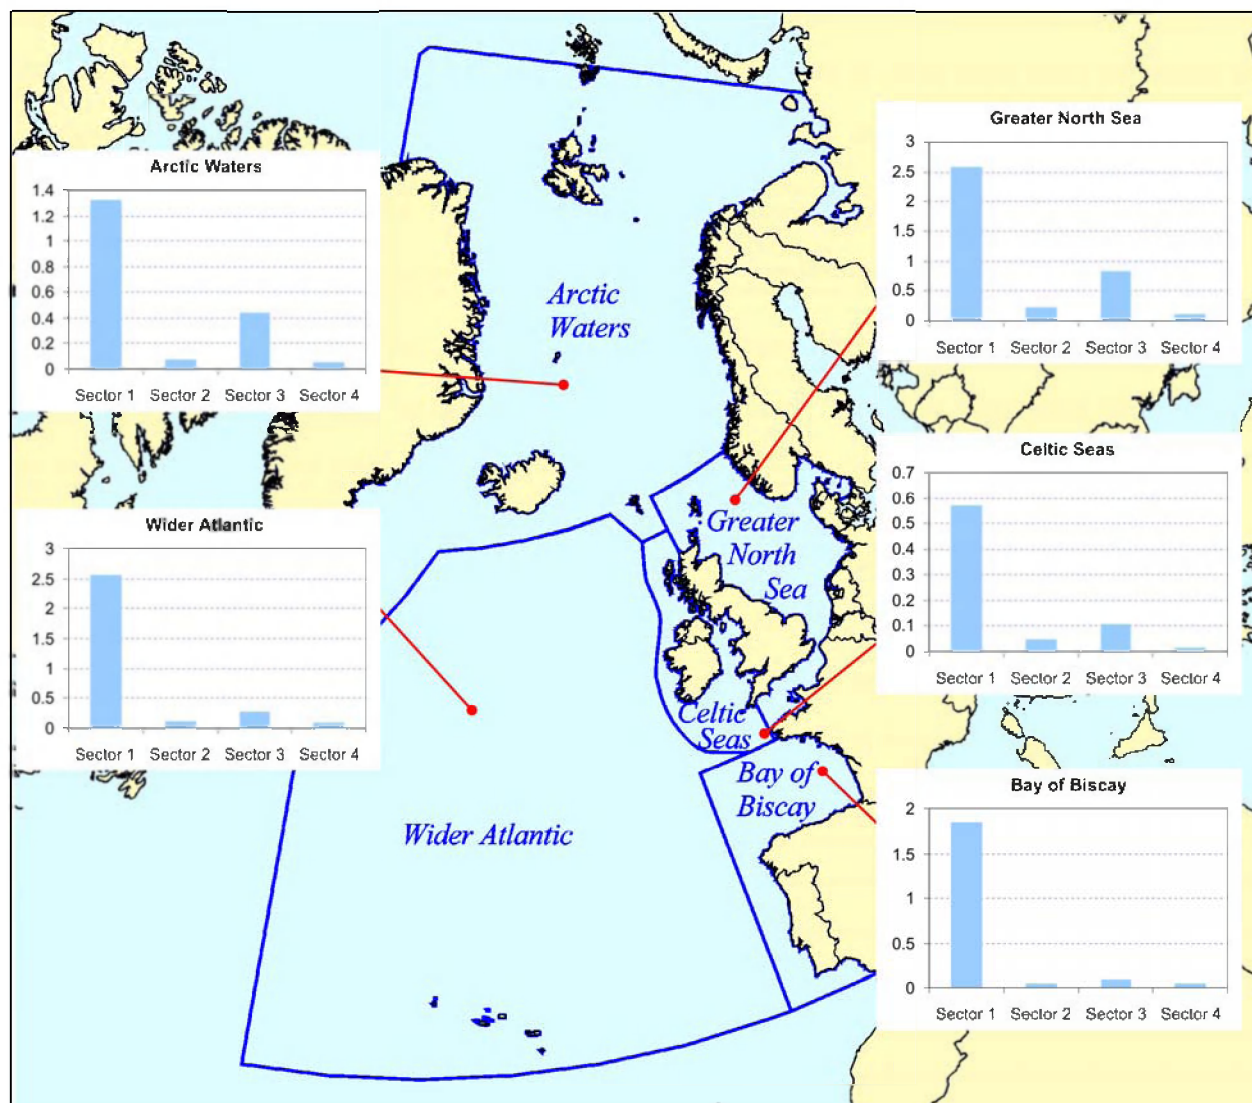 Arctic Waters
1.4
1.2
1
0.8
0.6
0.4
0.2
0
Sector 1 Sector 2 Sector 3 Sector 4
Wider Atlantic
3
2.5
2
1.5
1
0.5
0
Sector 1 Sector 2 Sector 3 Sector 4
Arctic
Waters
Greater
North
Sea
Celtic
Seas
Bay of
Biscay
Wider Atlantic
Greater North Sea
3
2.5
2
1.5
1
0.5
0
Sector 1 Sector 2 Sector 3 Sector 4
Celtic Seas
0.7
0.6
0.5
0.4
0.3
0.2
0.1
0
Sector 1 Sector 2 Sector 3 Sector 4
Bay of Biscay
2
1.5
1
0.5
0
Sector 1 Sector 2 Sector 3 Sector 4